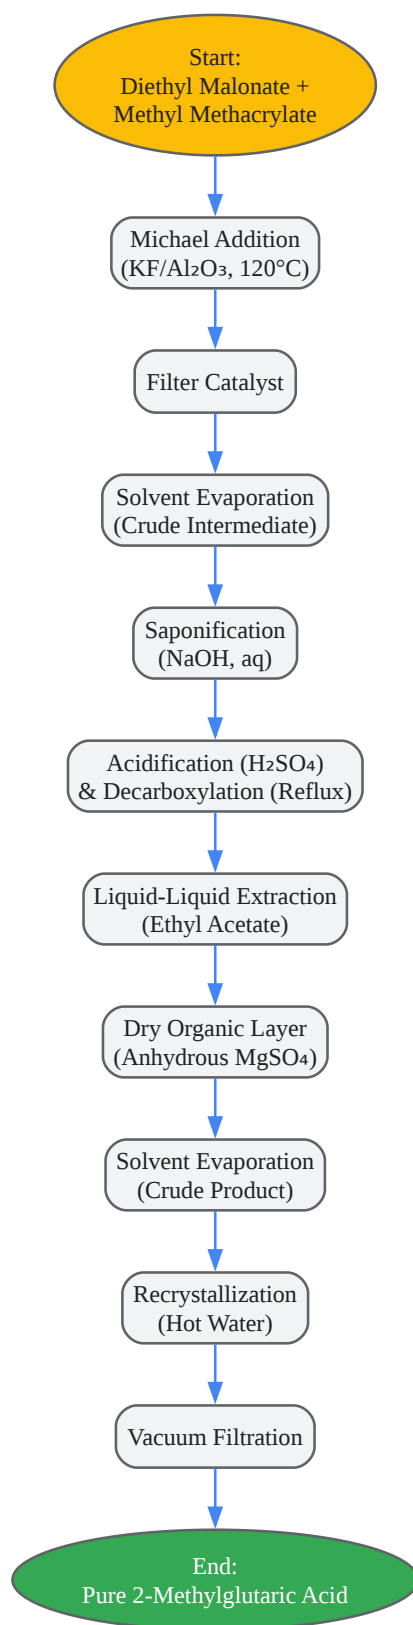 Start:
Diethyl Malonate +
Methyl Methacrylate
Michael Addition
(KF/Al₂O₃, 120°C)
Filter Catalyst
Solvent Evaporation
(Crude Intermediate)
Saponification
(NaOH, aq)
Acidification (H₂SO₄)
& Decarboxylation (Reflux)
Liquid-Liquid Extraction
(Ethyl Acetate)
Dry Organic Layer
(Anhydrous MgSO₄)
Solvent Evaporation
(Crude Product)
Recrystallization
(Hot Water)
Vacuum Filtration
End:
Pure 2-Methylglutaric Acid